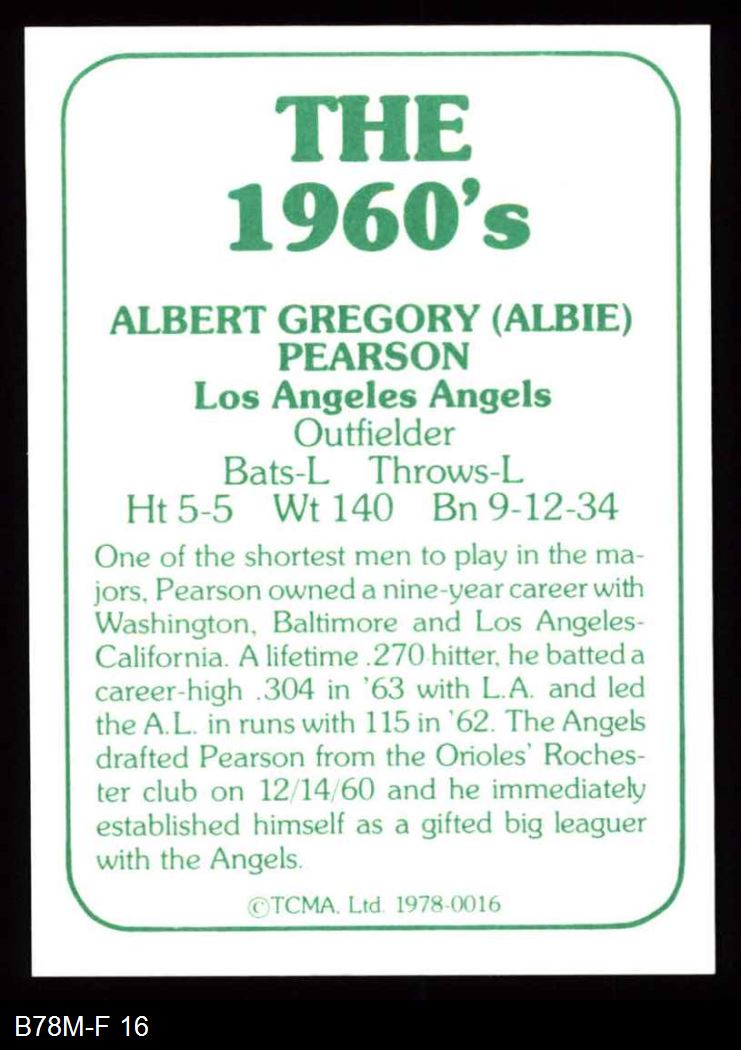 THE
1960's
ALBERT GREGORY (ALBIE)
PEARSON
Los Angeles Angels
Outfielder
Bats-L Throws-L
Ht 5-5 Wt 140 Bn 9-12-34
One of the shortest men to play in the ma-
jors, Pearson owned a nine-year career with
Washington, Baltimore and Los Angeles-
California. A lifetime .270 hitter, he batted a
career-high .304 in '63 with L.A. and led
the A.L. in runs with 115 in '62. The Angels
drafted Pearson from the Orioles' Roches-
ter club on 12/14/60 and he immediately
established himself as a gifted big leaguer
with the Angels.
©TCMA, Ltd. 1978-0016
B78M-F 16